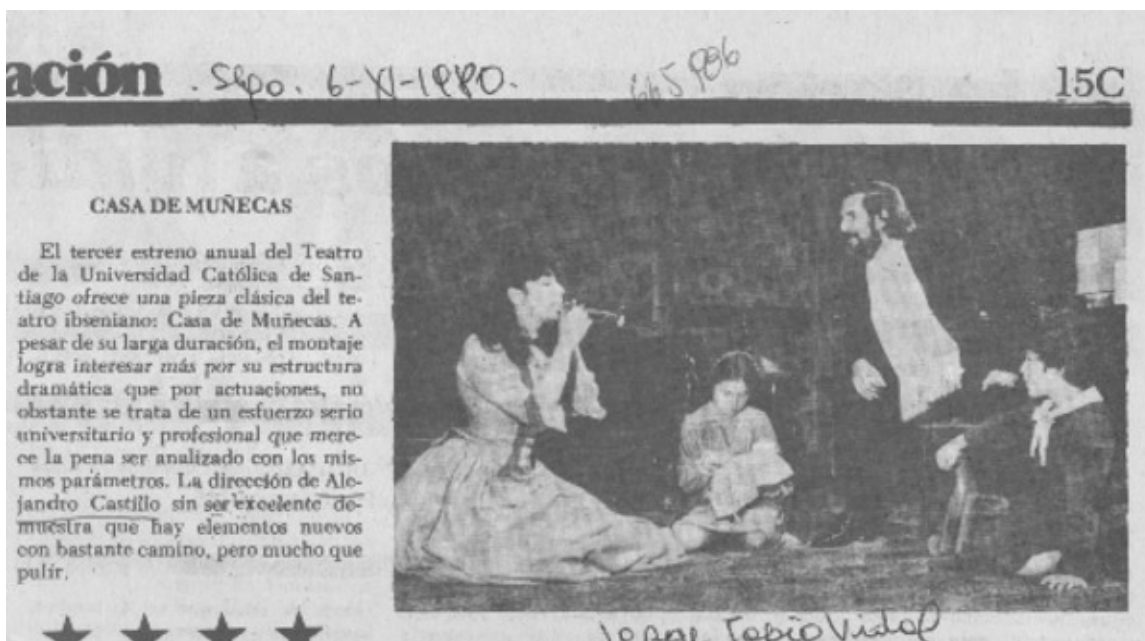 ación . Stgo. 6-XI-1980. 15C
CASA DE MUÑECAS
El tercer estreno anual del Teatro
de la Universidad Católica de San-
tiago ofrece una pieza clásica del te-
atro ibseniano: Casa de Muñecas. A
pesar de su larga duración, el montaje
logra interesar más por su estructura
dramática que por actuaciones, no
obstante se trata de un esfuerzo serio
universitario y profesional que mere-
ce la pena ser analizado con los mis-
mos parámetros. La dirección de Ale-
jandro Castillo sin ser excelente de-
muestra que hay elementos nuevos
con bastante camino, pero mucho que
pulir.
Vidal